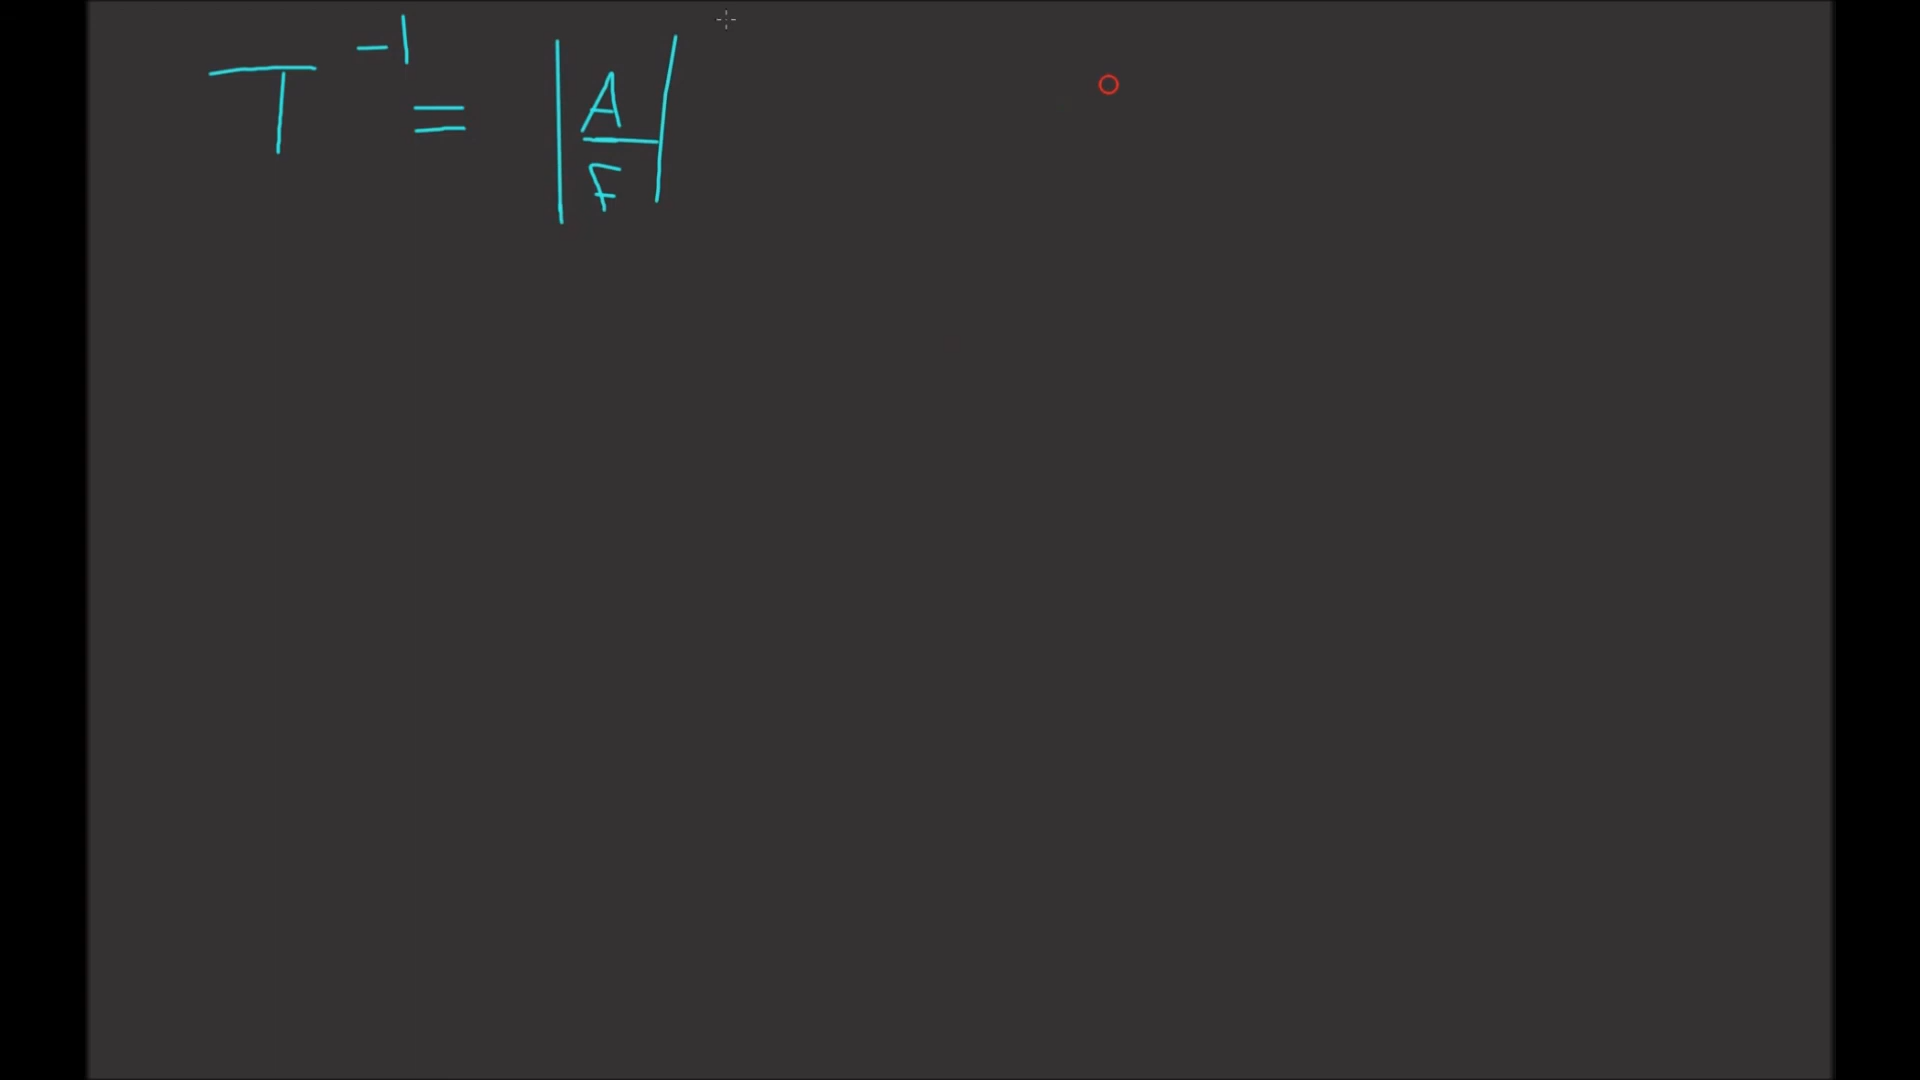 T^{-1} = |A/F|